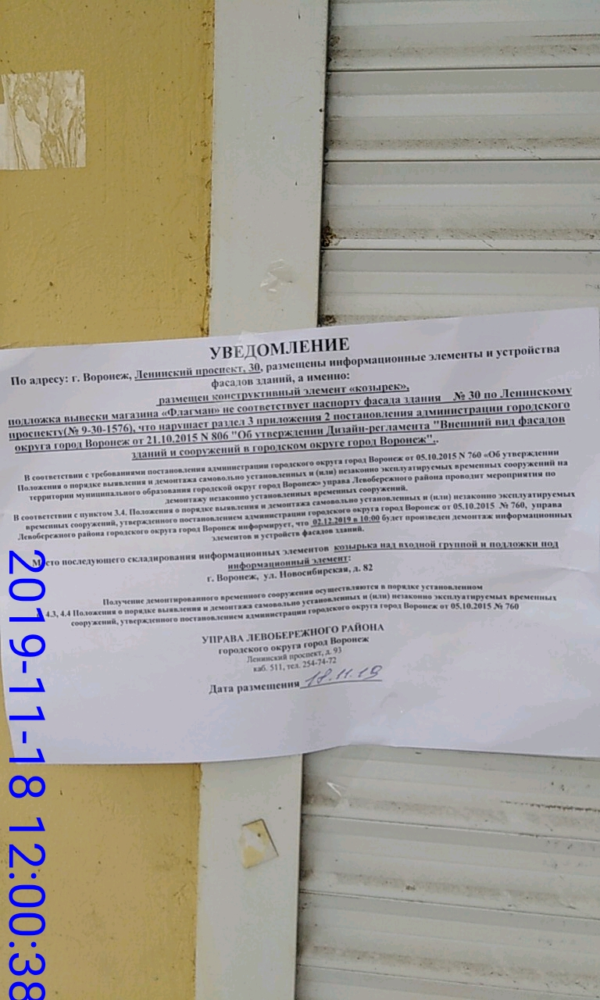 УВЕДОМЛЕНИЕ
По адресу: г. Воронеж, Ленинский проспект, 30, размещены информационные элементы и устройства
фасадов зданий, а именно:
размещен конструктивный элемент «козырек»,
подложка вывески магазина «Флагман» не соответствует паспорту фасада здания № 30 по Ленинскому
проспекту(№ 9-30-1576), что нарушает раздел 3 приложения 2 постановления администрации городского
округа город Воронеж от 21.10.2015 N 806 "Об утверждении Дизайн-регламента "Внешний вид фасадов
зданий и сооружений в городском округе город Воронеж"..
В соответствии с требованиями постановления администрации городского округа город Воронеж от 05.10.2015 N 760 «Об утверждении
Положения о порядке выявления и демонтажа самовольно установленных и (или) незаконно эксплуатируемых временных сооружений на
территории муниципального образования городской округ город Воронеж» управа Левобережного района проводит мероприятия по
демонтажу незаконно установленных временных сооружений.
В соответствии с пунктом 3.4. Положения о порядке выявления и демонтажа самовольно установленных и (или) незаконно эксплуатируемых
временных сооружений, утвержденного постановлением администрации городского округа город Воронеж от 05.10.2015 № 760, управа
Левобережного района городского округа город Воронеж информирует, что 02.12.2019 в 10:00 будет произведен демонтаж информационных
элементов и устройств фасадов зданий.
Место последующего складирования информационных элементов козырька над входной группой и подложки под
информационный элемент:
г. Воронеж, ул. Новосибирская, д. 82
Получение демонтированного временного сооружения осуществляются в порядке установленном
4.3, 4.4 Положения о порядке выявления и демонтажа самовольно установленных и (или) незаконно эксплуатируемых временных
сооружений, утвержденного постановлением администрации городского округа город Воронеж от 05.10.2015 № 760
УПРАВА ЛЕВОБЕРЕЖНОГО РАЙОНА
городского округа город Воронеж
Ленинский проспект, д. 93
каб. 511, тел. 254-74-72
Дата размещения 18.11.19
2019-11-18 12:00:38